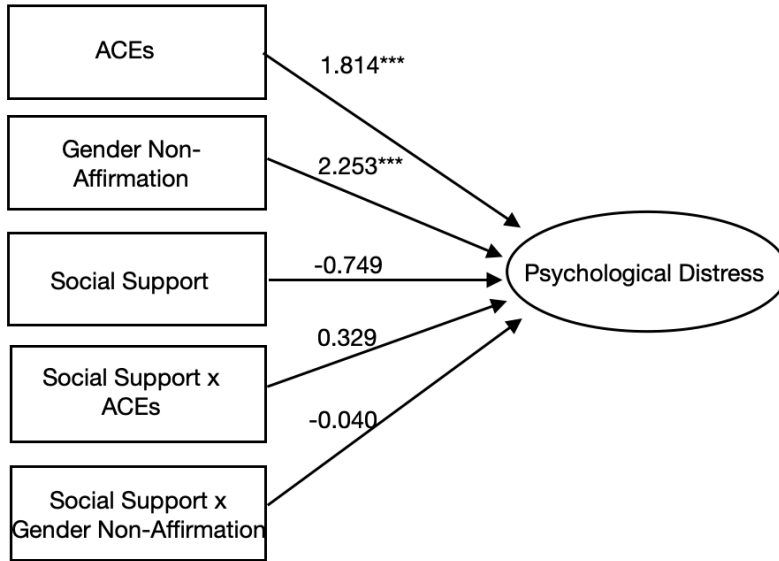 ACEs
1.814***
Gender Non-
Affirmation
2.253***
Social Support
-0.749
Psychological Distress
Social Support x
ACEs
0.329
-0.040
Social Support x
Gender Non-Affirmation